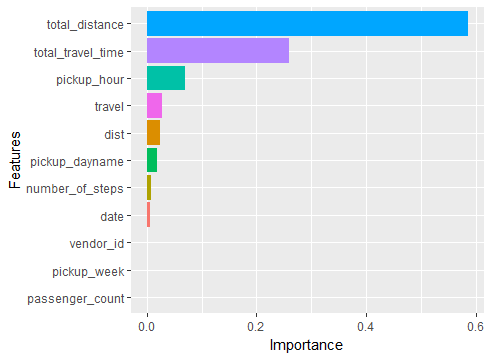 total_distance
total_travel_time
pickup_hour
travel
dist
pickup_dayname
number_of_steps
date
vendor_id
pickup_week
passenger_count
Features
0.0 0.2 0.4 0.6
Importance